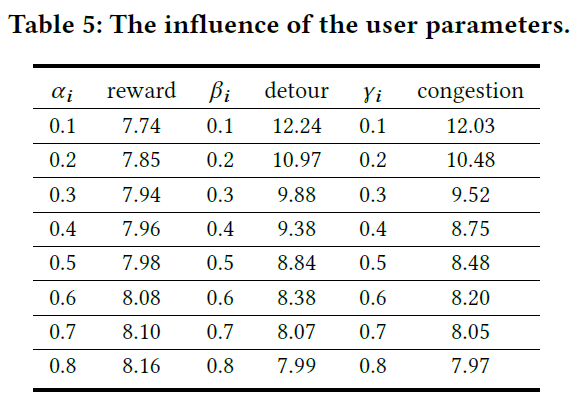 Table 5: The influence of the user parameters.
αᵢ reward βᵢ detour γᵢ congestion
0.1 7.74 0.1 12.24 0.1 12.03
0.2 7.85 0.2 10.97 0.2 10.48
0.3 7.94 0.3 9.88 0.3 9.52
0.4 7.96 0.4 9.38 0.4 8.75
0.5 7.98 0.5 8.84 0.5 8.48
0.6 8.08 0.6 8.38 0.6 8.20
0.7 8.10 0.7 8.07 0.7 8.05
0.8 8.16 0.8 7.99 0.8 7.97